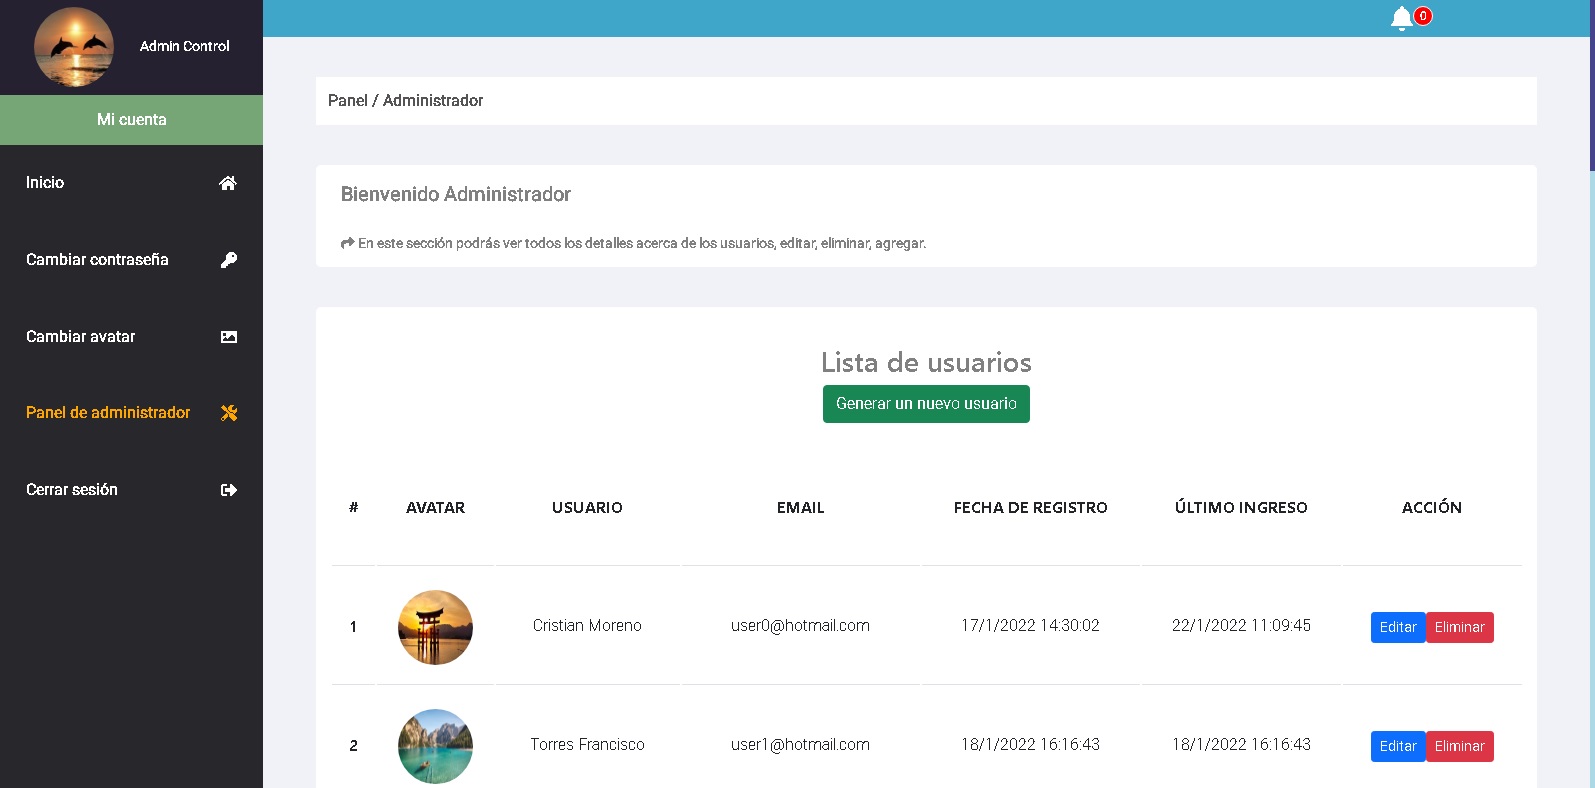 Admin Control
0
Mi cuenta
Inicio
Cambiar contraseña
Cambiar avatar
Panel de administrador
Cerrar sesión
Panel / Administrador
Bienvenido Administrador
En este sección podrás ver todos los detalles acerca de los usuarios, editar, eliminar, agregar.
Lista de usuarios
Generar un nuevo usuario
# AVATAR USUARIO EMAIL FECHA DE REGISTRO ÚLTIMO INGRESO ACCIÓN
1 Cristian Moreno user0@hotmail.com 17/1/2022 14:30:02 22/1/2022 11:09:45 Editar Eliminar
2 Torres Francisco user1@hotmail.com 18/1/2022 16:16:43 18/1/2022 16:16:43 Editar Eliminar